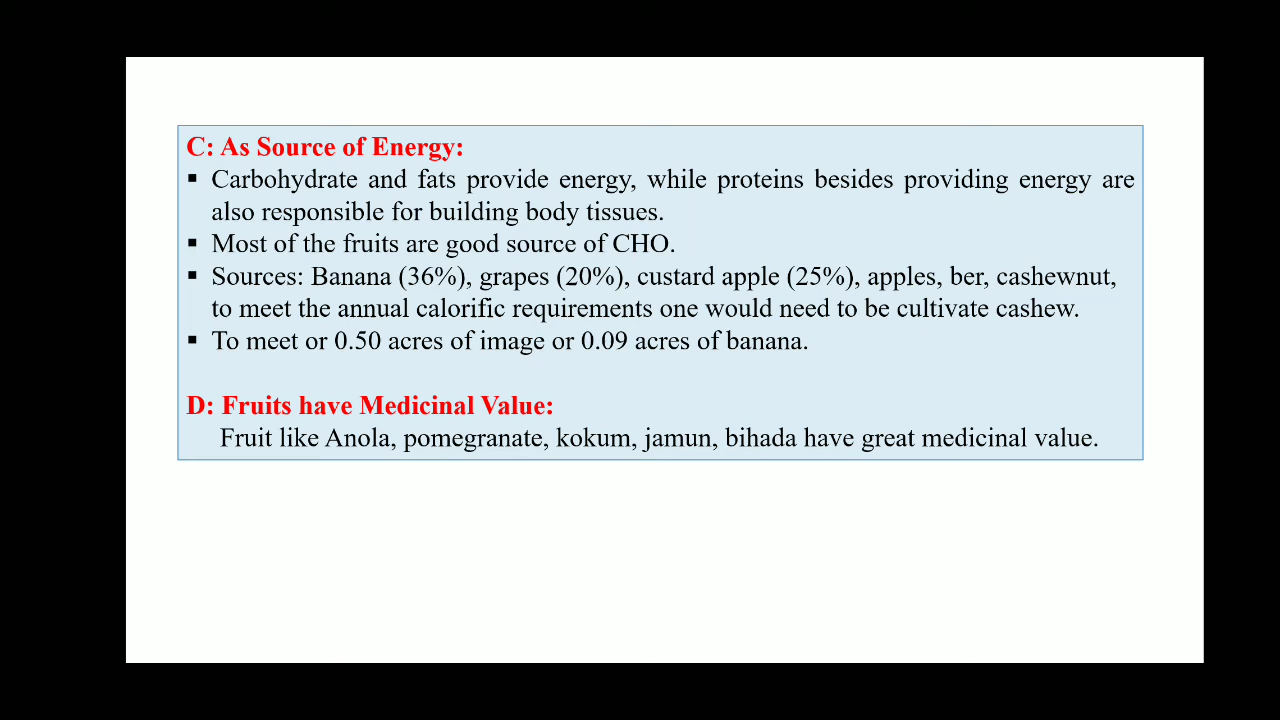 C: As Source of Energy:
▪ Carbohydrate and fats provide energy, while proteins besides providing energy are
also responsible for building body tissues.
▪ Most of the fruits are good source of CHO.
▪ Sources: Banana (36%), grapes (20%), custard apple (25%), apples, ber, cashewnut,
to meet the annual calorific requirements one would need to be cultivate cashew.
▪ To meet or 0.50 acres of image or 0.09 acres of banana.
D: Fruits have Medicinal Value:
Fruit like Anola, pomegranate, kokum, jamun, bihada have great medicinal value.